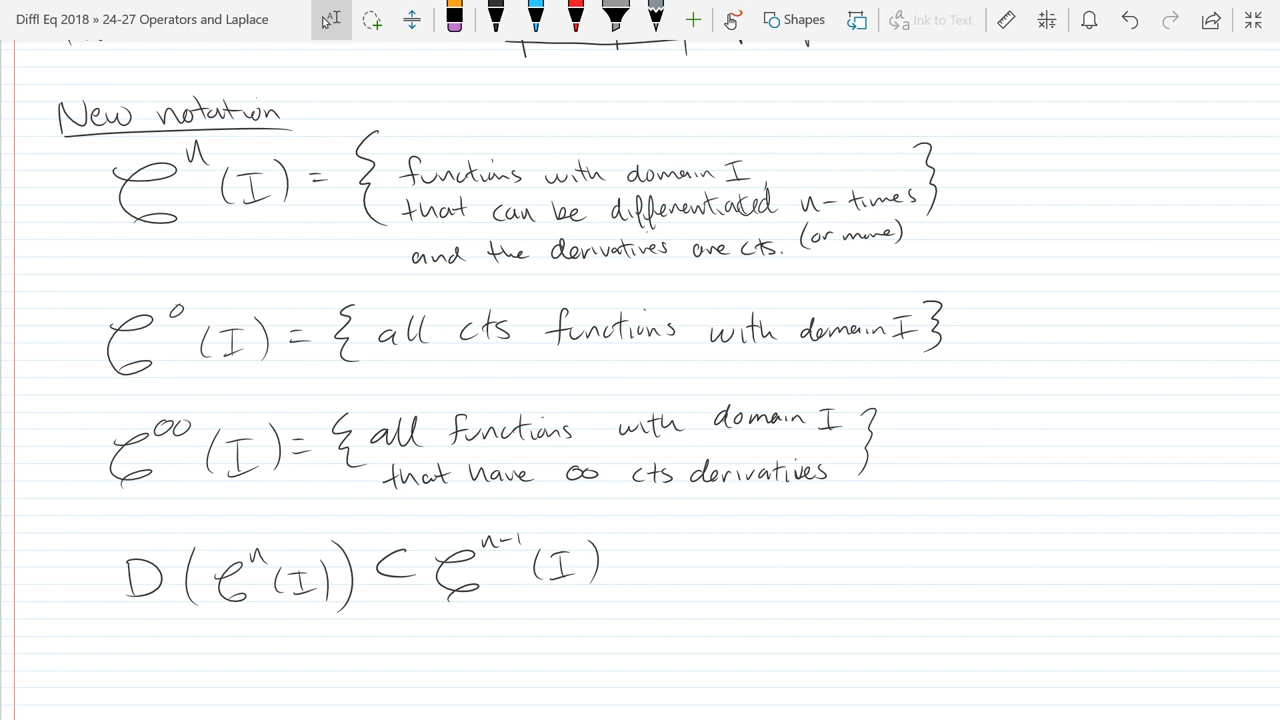 Diffl Eq 2018 » 24-27 Operators and Laplace
Shapes
Ink to Text
New notation
𝒞ⁿ(I) = { functions with domain I
that can be differentiated n-times }
and the derivatives are cts. (or more)
𝒞⁰(I) = { all cts functions with domain I }
𝒞^∞(I) = { all functions with domain I
that have ∞ cts derivatives }
D(𝒞ⁿ(I)) ⊂ 𝒞ⁿ⁻¹(I)